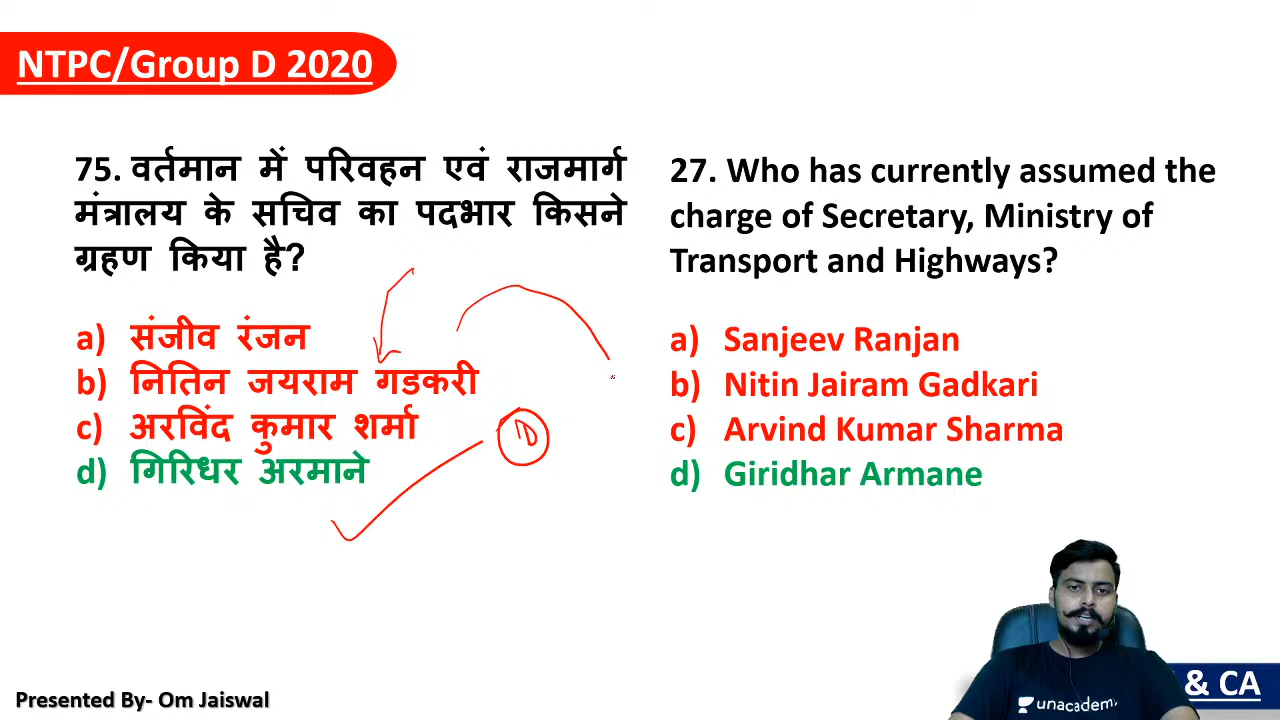 NTPC/Group D 2020
75. वर्तमान में परिवहन एवं राजमार्ग
मंत्रालय के सचिव का पदभार किसने
ग्रहण किया है?
a) संजीव रंजन
b) नितिन जयराम गडकरी
c) अरविंद कुमार शर्मा
d) गिरिधर अरमाने
D
27. Who has currently assumed the
charge of Secretary, Ministry of
Transport and Highways?
a) Sanjeev Ranjan
b) Nitin Jairam Gadkari
c) Arvind Kumar Sharma
d) Giridhar Armane
unacademy
& CA
Presented By- Om Jaiswal